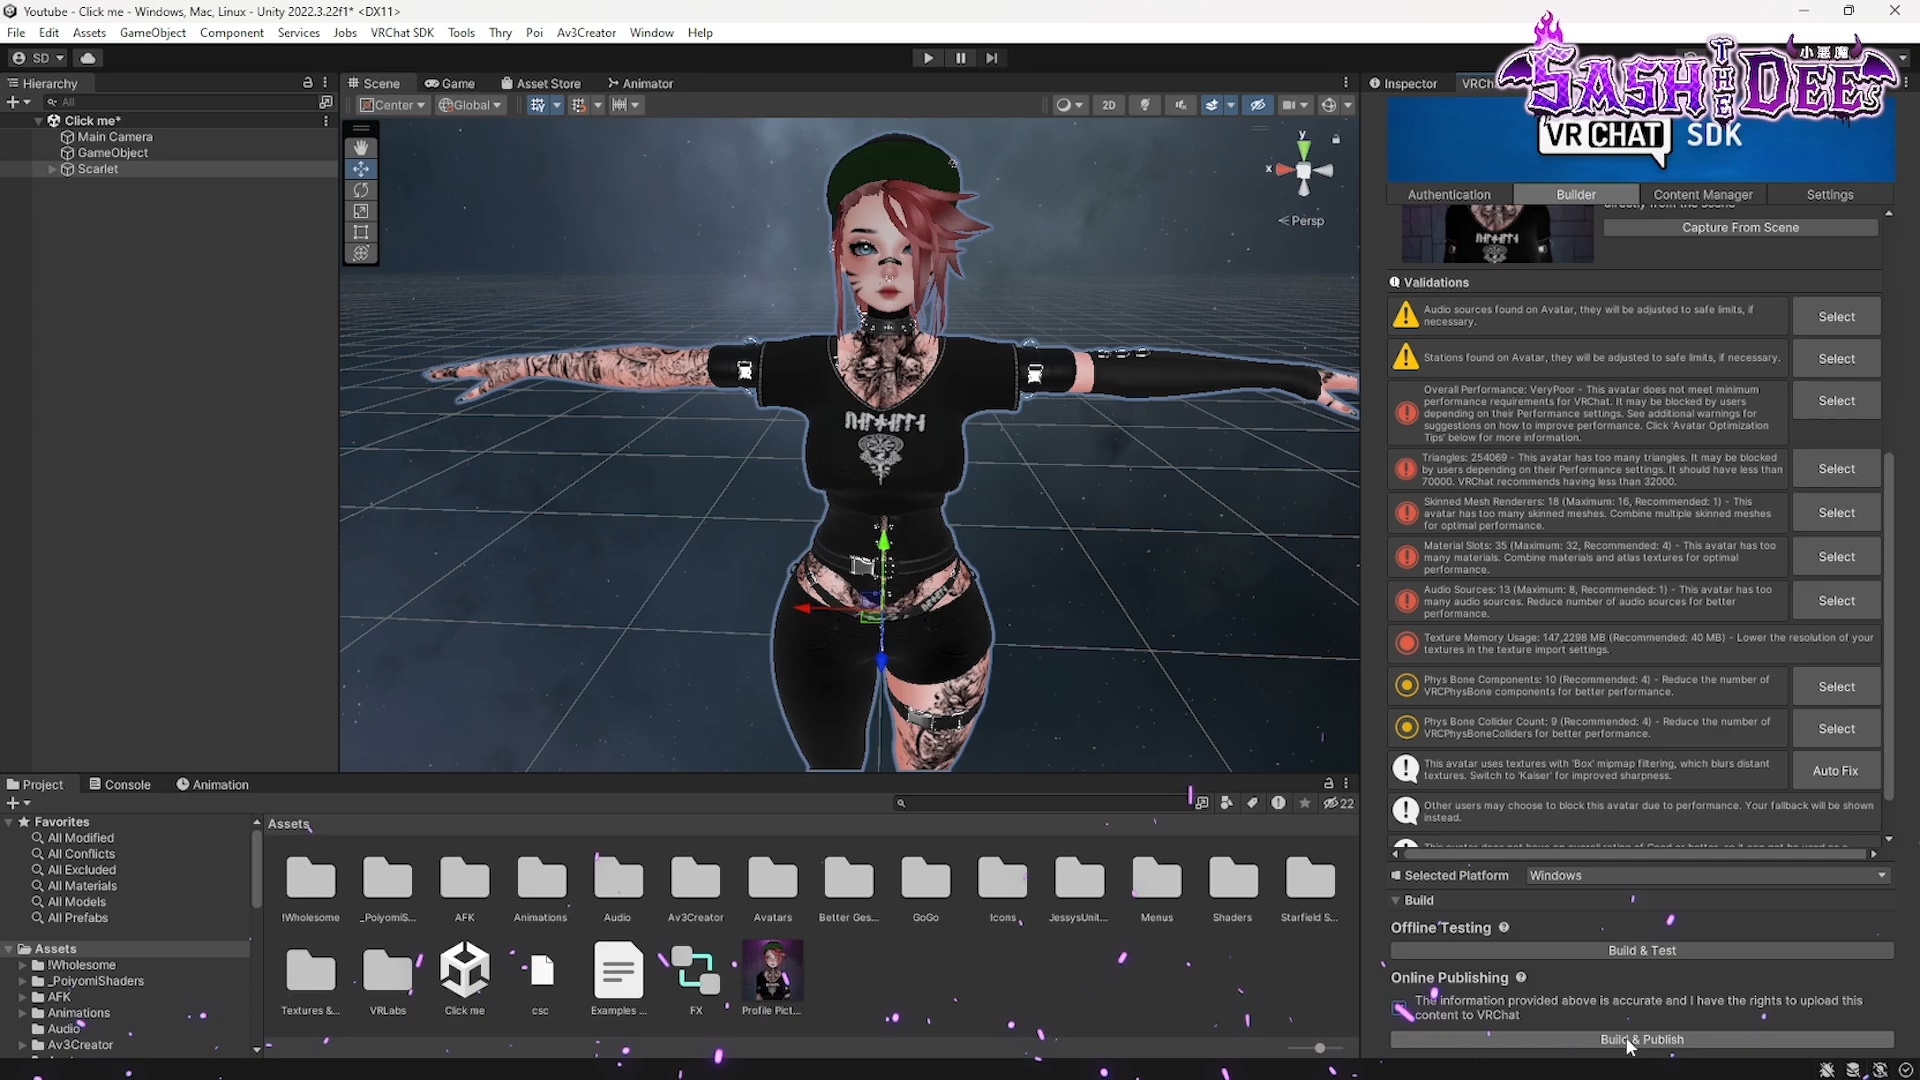 Youtube - Click me - Windows, Mac, Linux - Unity 2022.3.22f1* <DX11>
File Edit Assets GameObject Component Services Jobs VRChat SDK Tools Thry Poi Av3Creator Window Help
SD
SASH THE DEE
小悪魔
Hierarchy
All
Click me*
Main Camera
GameObject
Scarlet
Scene Game Asset Store Animator
Center Global
2D
y
x
Persp
Inspector
VRCHAT SDK
Authentication Builder Content Manager Settings
directly from the scene
Capture From Scene
Validations
Audio sources found on Avatar, they will be adjusted to safe limits, if
necessary.
Select
Stations found on Avatar, they will be adjusted to safe limits, if necessary.
Select
Overall Performance: VeryPoor - This avatar does not meet minimum
performance requirements for VRChat. It may be blocked by users
depending on their Performance settings. See additional warnings for
suggestions on how to improve performance. Click 'Avatar Optimization
Tips' below for more information.
Select
Triangles: 254069 - This avatar has too many triangles. It may be blocked
by users depending on their Performance settings. It should have less than
70000. VRChat recommends having less than 32000.
Select
Skinned Mesh Renderers: 18 (Maximum: 16, Recommended: 1) - This
avatar has too many skinned meshes. Combine multiple skinned meshes
for optimal performance.
Select
Material Slots: 35 (Maximum: 32, Recommended: 4) - This avatar has too
many materials. Combine materials and atlas textures for optimal
performance.
Select
Audio Sources: 13 (Maximum: 8, Recommended: 1) - This avatar has too
many audio sources. Reduce number of audio sources for better
performance.
Select
Texture Memory Usage: 147,2298 MB (Recommended: 40 MB) - Lower the resolution of your
textures in the texture import settings.
Phys Bone Components: 10 (Recommended: 4) - Reduce the number of
VRCPhysBone components for better performance.
Select
Phys Bone Collider Count: 9 (Recommended: 4) - Reduce the number of
VRCPhysBoneColliders for better performance.
Select
This avatar uses textures with 'Box' mipmap filtering, which blurs distant
textures. Switch to 'Kaiser' for improved sharpness.
Auto Fix
Other users may choose to block this avatar due to performance. Your fallback will be shown
instead.
Selected Platform Windows
Build
Offline Testing
Build & Test
Online Publishing
The information provided above is accurate and I have the rights to upload this
content to VRChat
Build & Publish
Project Console Animation
22
Favorites
All Modified
All Conflicts
All Excluded
All Materials
All Models
All Prefabs
Assets
!Wholesome
_PoiyomiShaders
AFK
Animations
Audio
Av3Creator
Assets
!Wholesome _PoiyomiS... AFK Animations Audio Av3Creator Avatars Better Ges... GoGo Icons JessysUnit... Menus Shaders Starfield S...
Textures &... VRLabs Click me csc Examples ... FX Profile Pict...